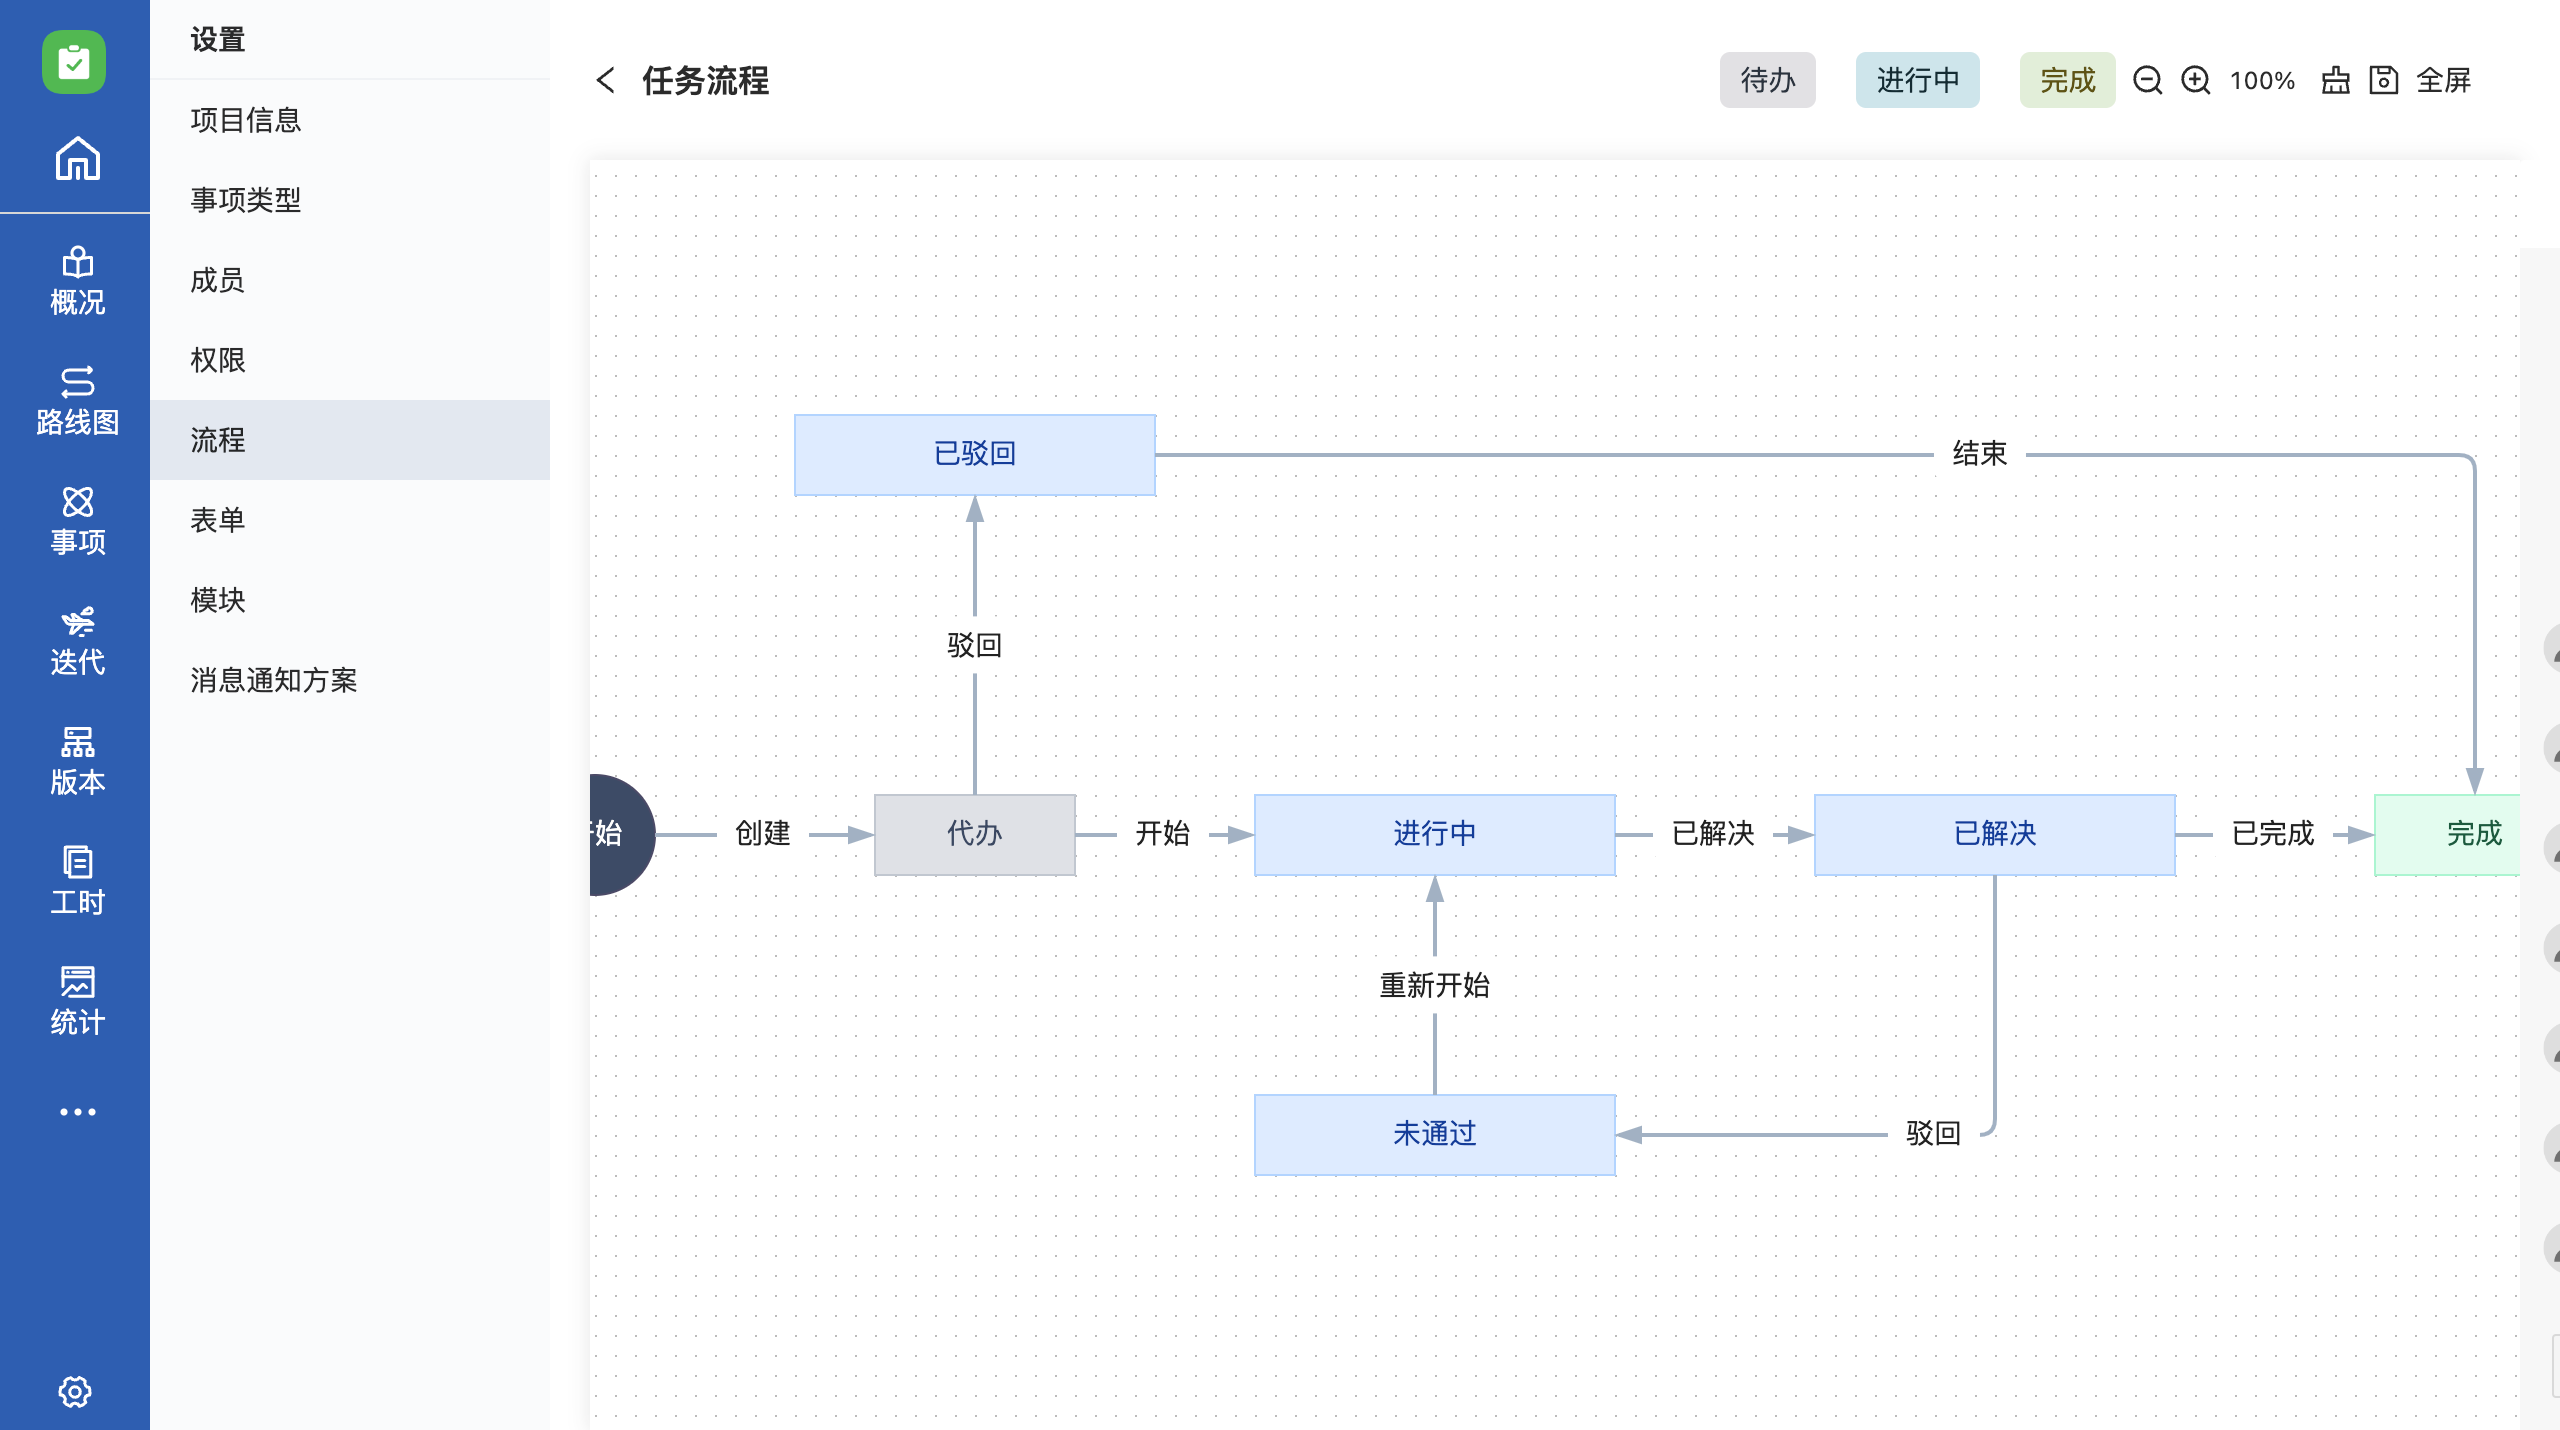 概况
路线图
事项
迭代
版本
工时
统计
设置
项目信息
事项类型
成员
权限
流程
表单
模块
消息通知方案
任务流程
待办
进行中
完成
100%
全屏
已驳回
结束
驳回
始
创建
代办
开始
进行中
已解决
已解决
已完成
完成
重新开始
未通过
驳回